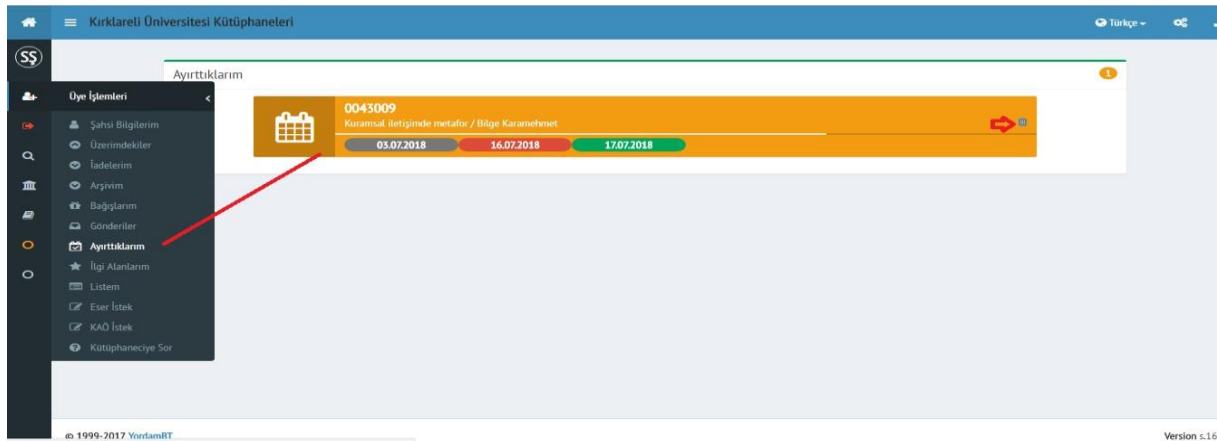 Kırklareli Üniversitesi Kütüphaneleri
Türkçe
SŞ
Ayırttıklarım
1
Üye İşlemleri
Şahsi Bilgilerim
Üzerimdekiler
İadelerim
Arşivim
Bağışlarım
Gönderiler
Ayırttıklarım
İlgi Alanlarım
Listem
Eser İstek
KAÖ İstek
Kütüphaneciye Sor
0043009
Kuramsal iletişimde metafor / Bilge Karamehmet
03.07.2018 16.07.2018 17.07.2018
© 1999-2017 YordamBT
Version s.16